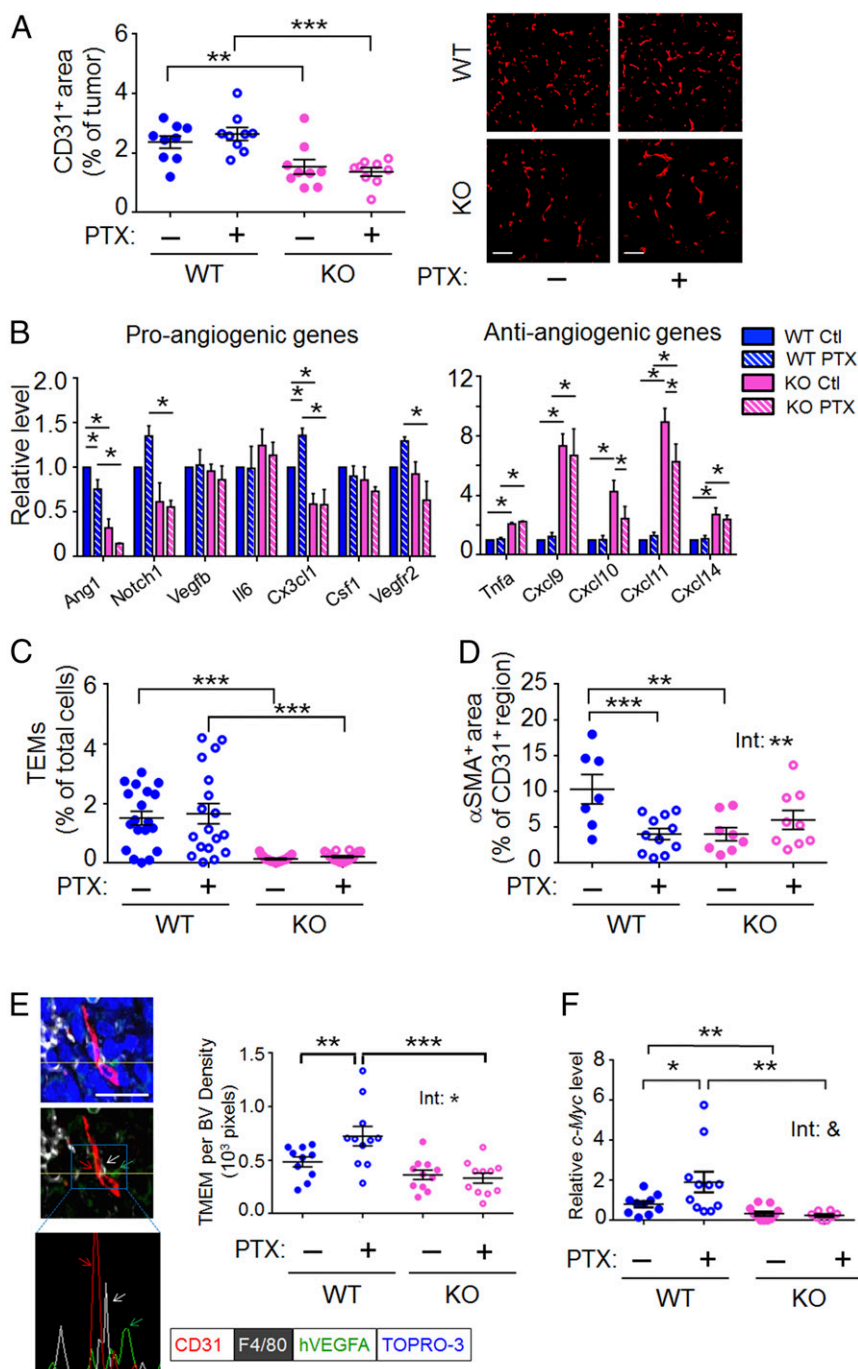 A
CD31⁺ area
(% of tumor)
6
4
2
0
**
***
PTX: − + − +
WT KO
WT
KO
PTX: − +
B
Pro-angiogenic genes
Relative level
2.0
1.5
1.0
0.5
0.0
* * * * * * * *
Ang1 Notch1 Vegfb Il6 Cx3cl1 Csf1 Vegfr2
Anti-angiogenic genes
12
8
4
0
* * * * * * * * * * *
Tnfa Cxcl9 Cxcl10 Cxcl11 Cxcl14
WT Ctl
WT PTX
KO Ctl
KO PTX
C
TEMs
(% of total cells)
6
4
2
0
***
***
PTX: − + − +
WT KO
D
αSMA⁺ area
(% of CD31⁺ region)
25
20
15
10
5
0
**
***
Int: **
PTX: − + − +
WT KO
E
TMEM per BV Density
(10³ pixels)
1.5
1.0
0.5
0.0
** ***
Int: *
PTX: − + − +
WT KO
CD31 F4/80 hVEGFA TOPRO-3
F
Relative c-Myc level
8
6
4
2
0
**
* **
Int: &
PTX: − + − +
WT KO